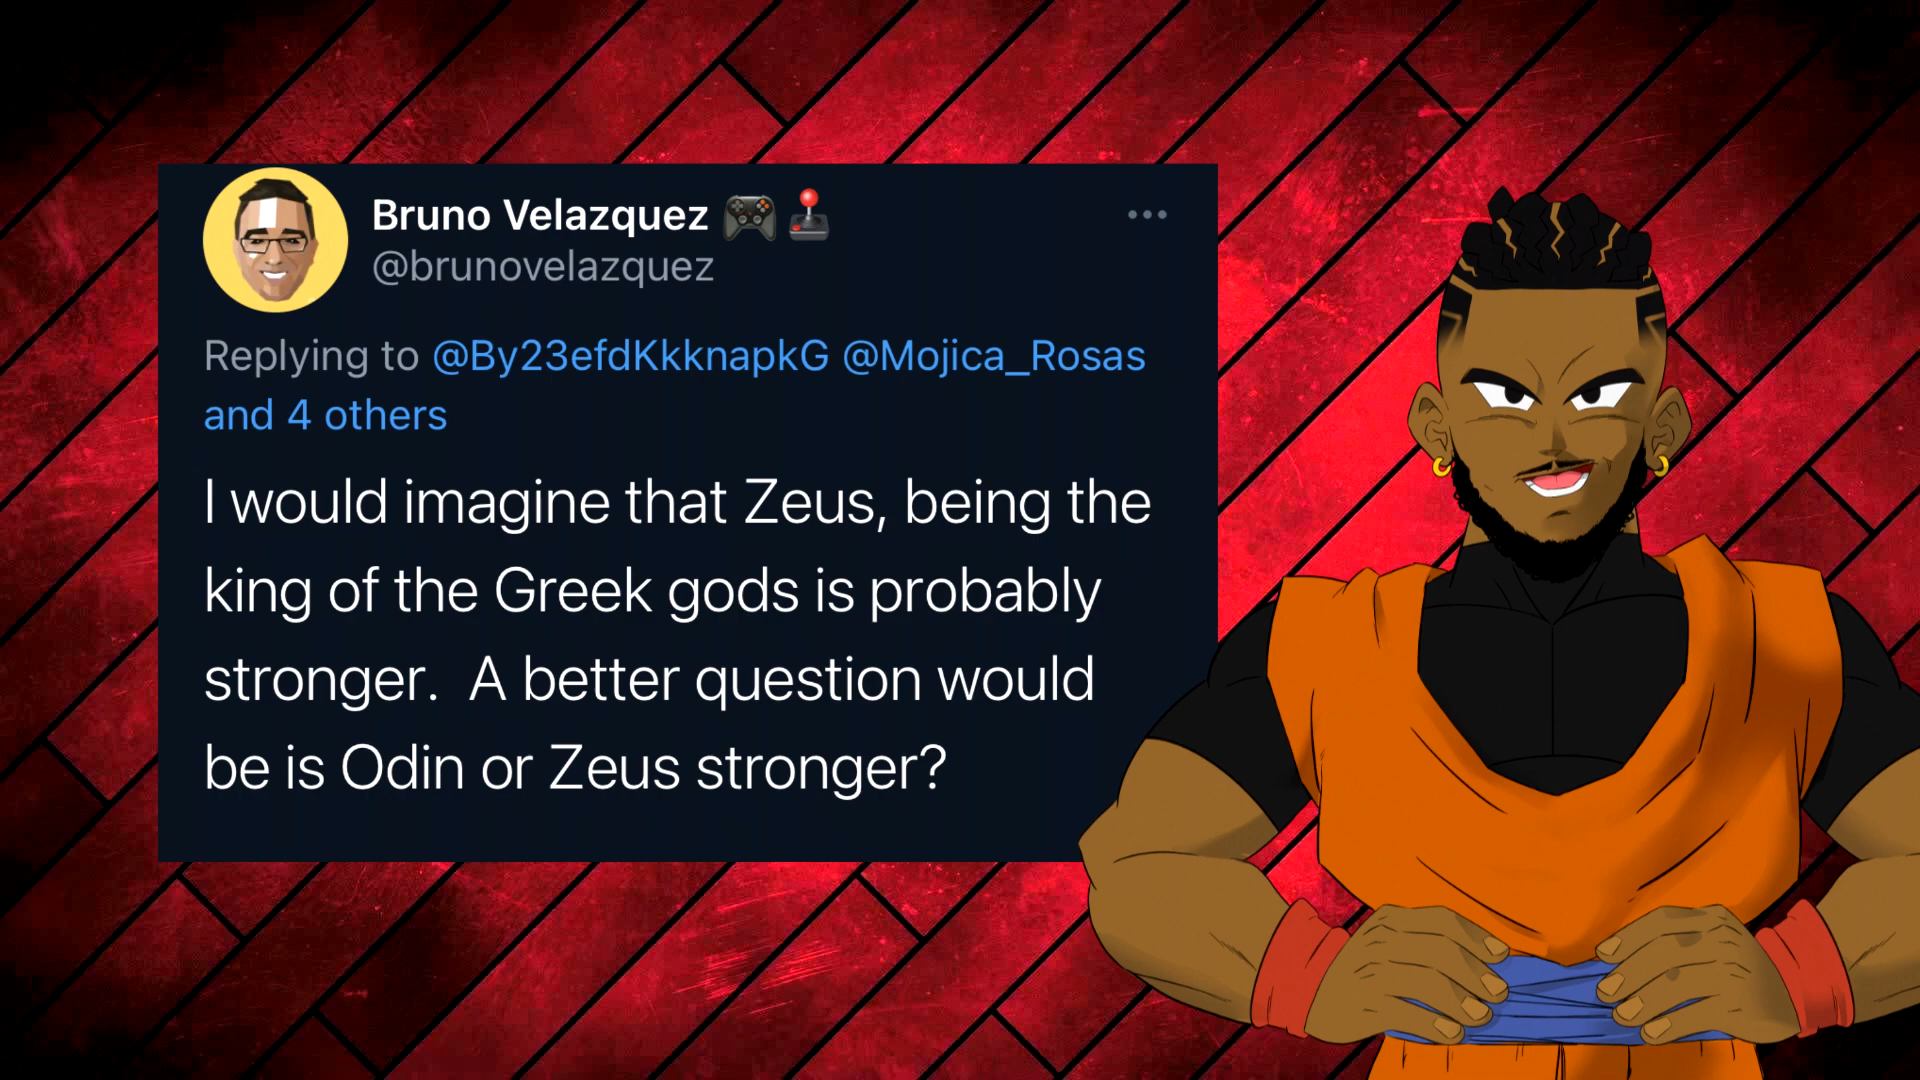 Bruno Velazquez 🎮🕹️
@brunovelazquez
Replying to @By23efdKkknapkG @Mojica_Rosas
and 4 others
I would imagine that Zeus, being the
king of the Greek gods is probably
stronger.  A better question would
be is Odin or Zeus stronger?